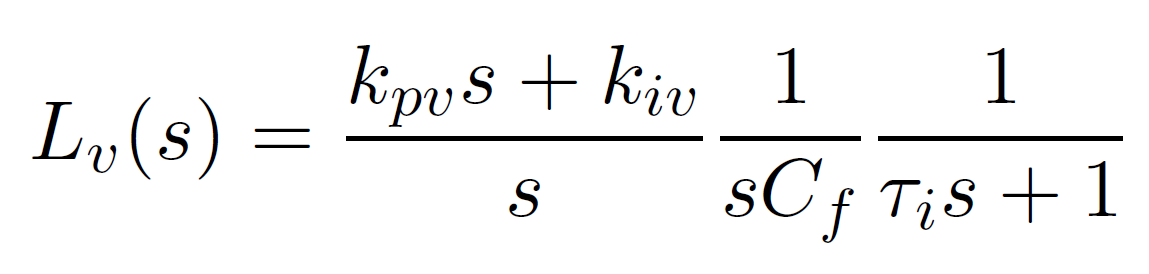 L_v(s) = \frac{k_{pv}s + k_{iv}}{s} \frac{1}{sC_f} \frac{1}{\tau_i s + 1}